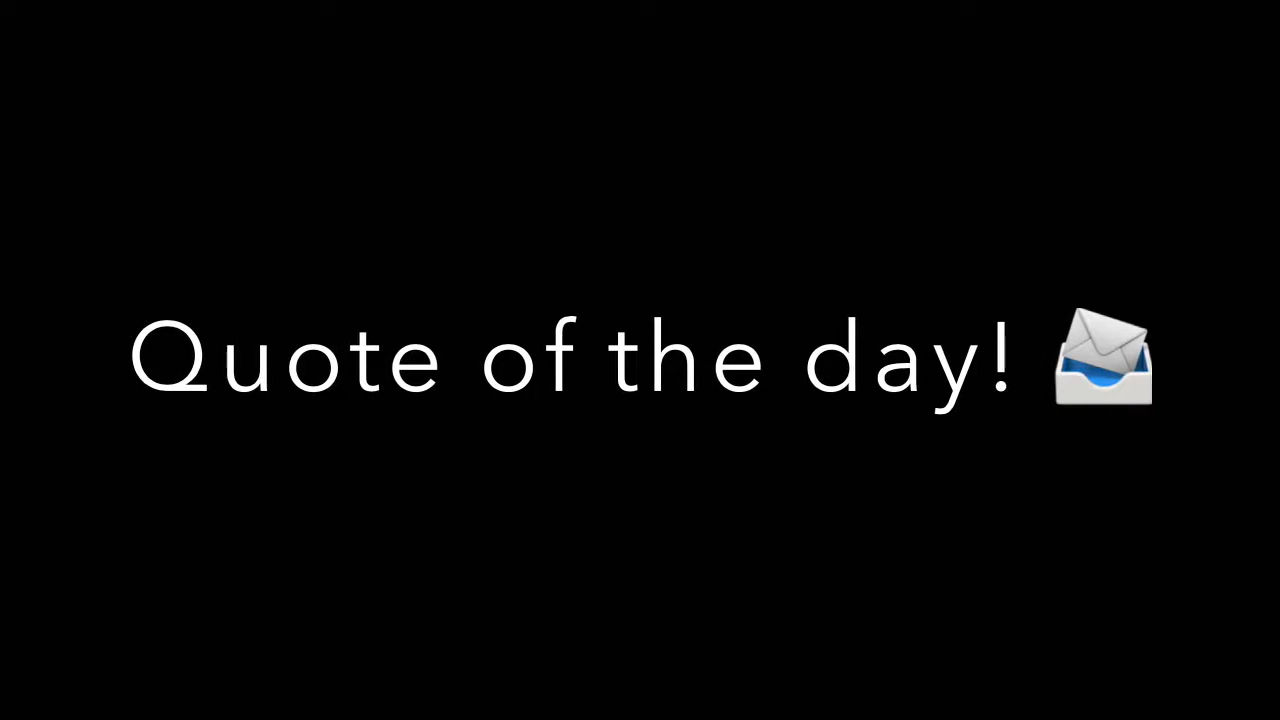 Quote of the day! 📨